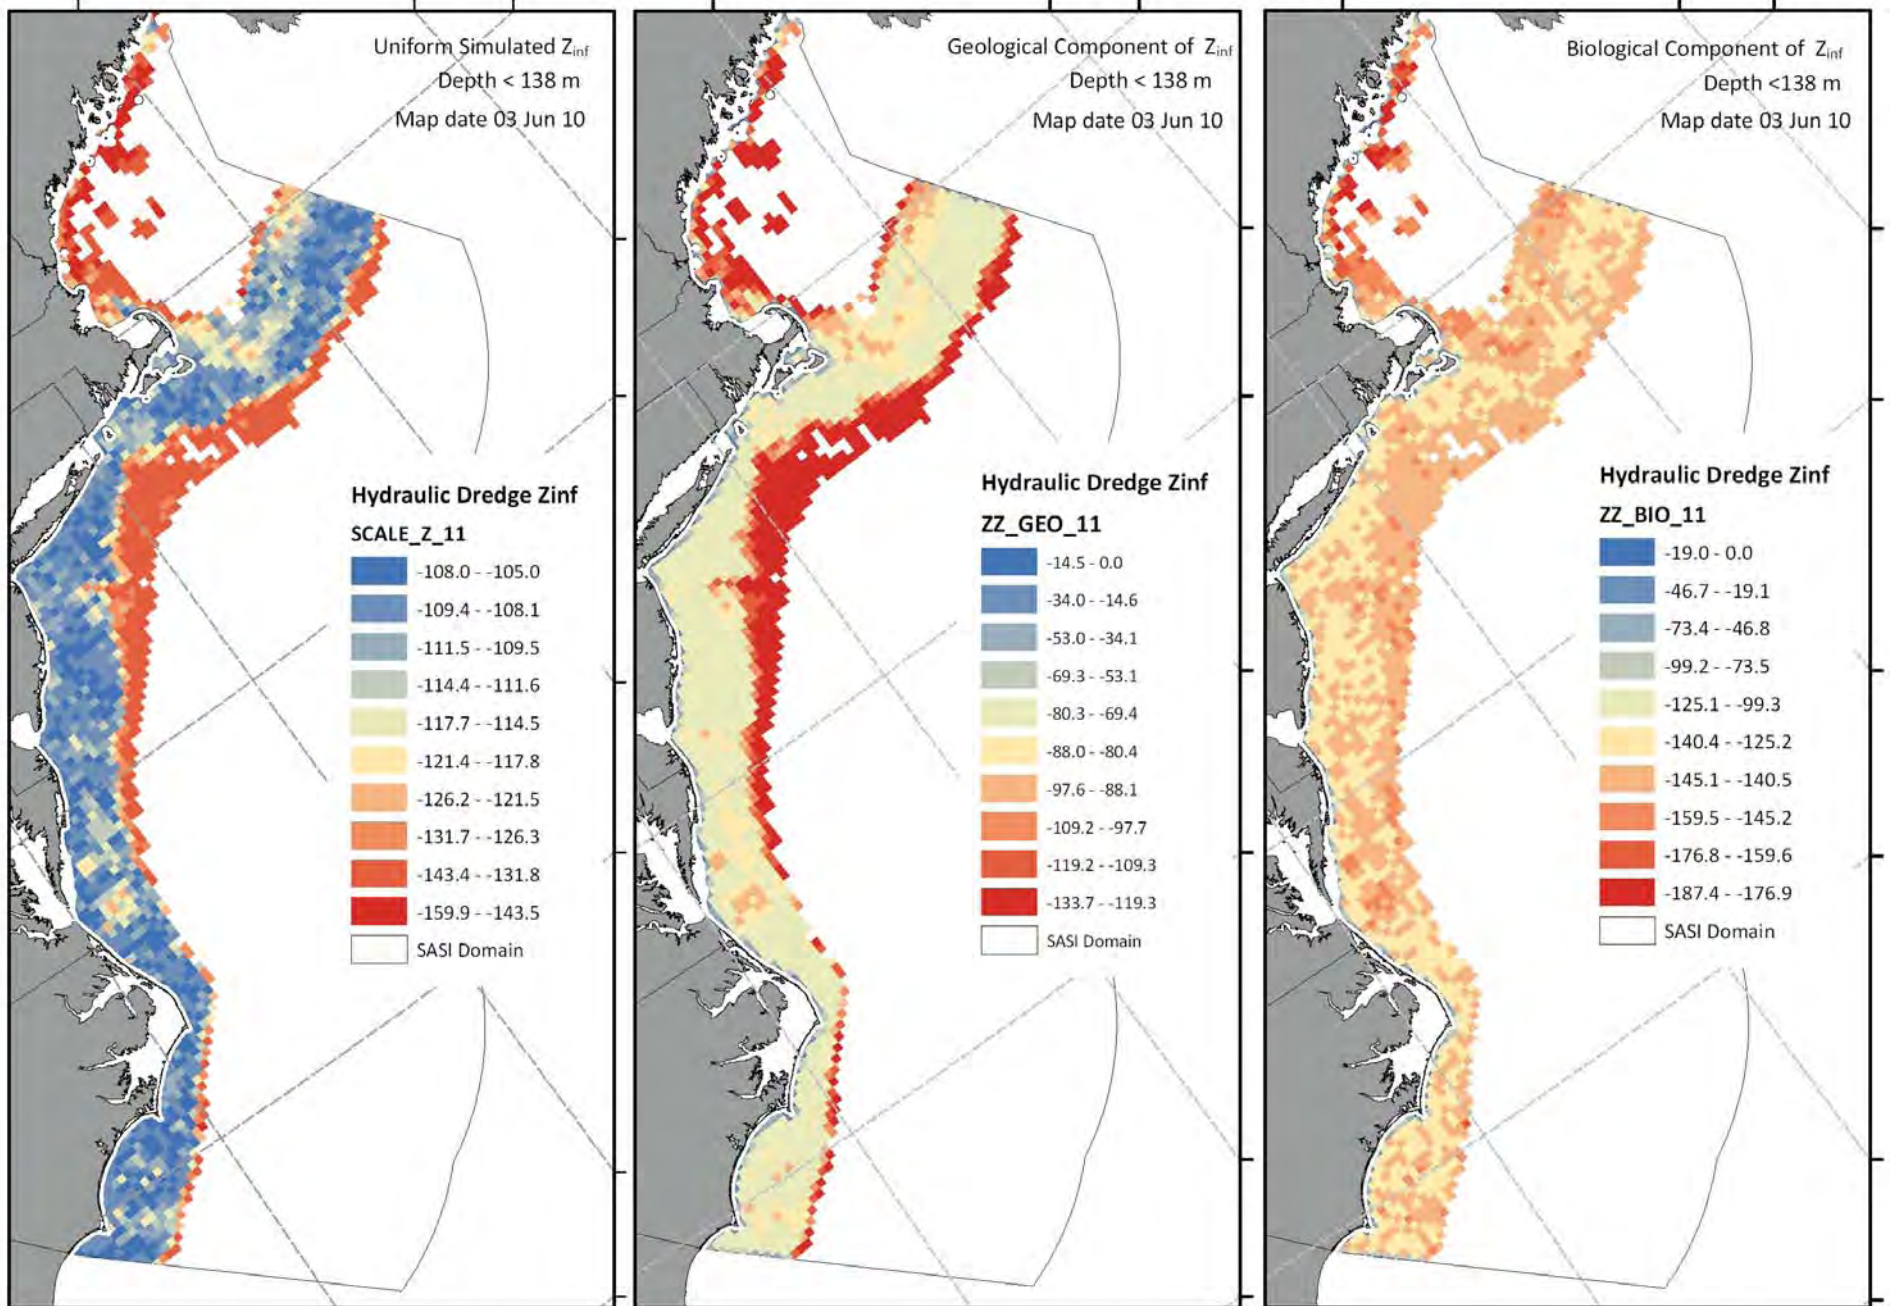 Uniform Simulated Zinf
Depth < 138 m
Map date 03 Jun 10
Hydraulic Dredge Zinf
SCALE_Z_11
-108.0 - -105.0
-109.4 - -108.1
-111.5 - -109.5
-114.4 - -111.6
-117.7 - -114.5
-121.4 - -117.8
-126.2 - -121.5
-131.7 - -126.3
-143.4 - -131.8
-159.9 - -143.5
SASI Domain
Geological Component of Zinf
Depth < 138 m
Map date 03 Jun 10
Hydraulic Dredge Zinf
ZZ_GEO_11
-14.5 - 0.0
-34.0 - -14.6
-53.0 - -34.1
-69.3 - -53.1
-80.3 - -69.4
-88.0 - -80.4
-97.6 - -88.1
-109.2 - -97.7
-119.2 - -109.3
-133.7 - -119.3
SASI Domain
Biological Component of Zinf
Depth <138 m
Map date 03 Jun 10
Hydraulic Dredge Zinf
ZZ_BIO_11
-19.0 - 0.0
-46.7 - -19.1
-73.4 - -46.8
-99.2 - -73.5
-125.1 - -99.3
-140.4 - -125.2
-145.1 - -140.5
-159.5 - -145.2
-176.8 - -159.6
-187.4 - -176.9
SASI Domain